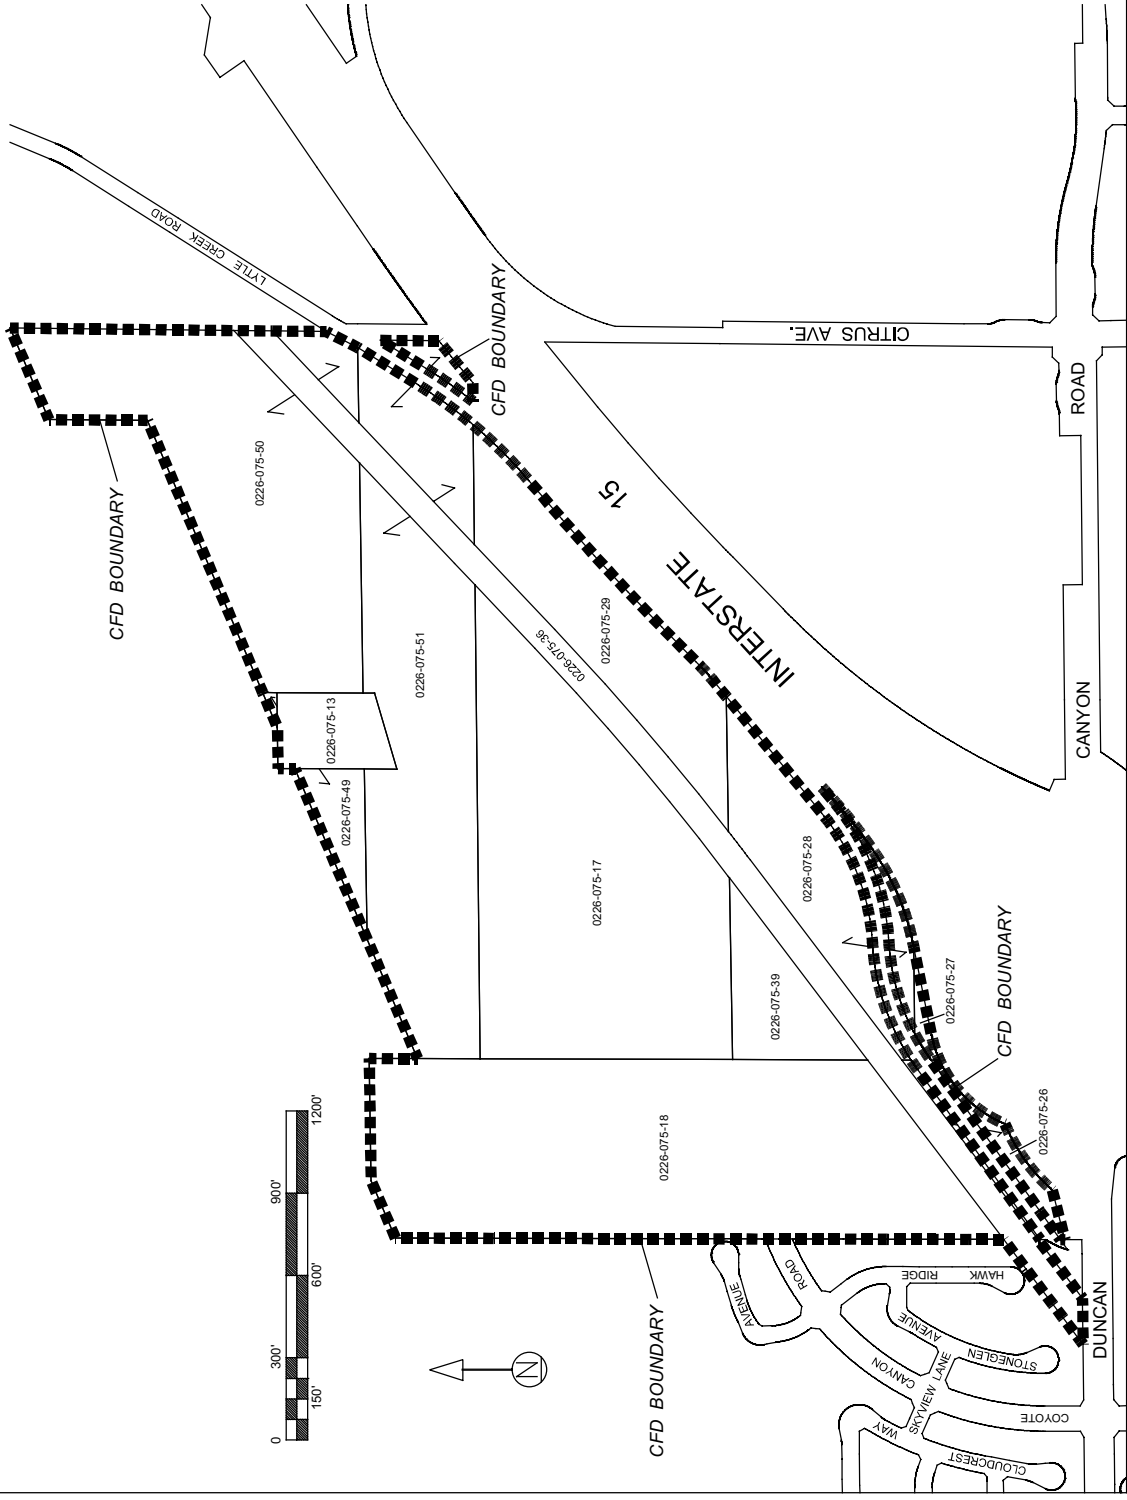 LYTLE CREEK ROAD
CFD BOUNDARY
CFD BOUNDARY
0226-075-50
CITRUS AVE.
ROAD
15
INTERSTATE
0226-075-51
0226-075-29
0226-075-36
0226-075-13
0226-075-49
CANYON
0226-075-28
0226-075-17
0226-075-39
0226-075-27
CFD BOUNDARY
0226-075-18
0226-075-26
0
150'
300'
600'
900'
1200'
N
CFD BOUNDARY
AVENUE
ROAD
HAWK RIDGE
AVENUE
STONEGLEN
CANYON
SKYVIEW LANE
WAY
CLOUDCREST
COYOTE
DUNCAN